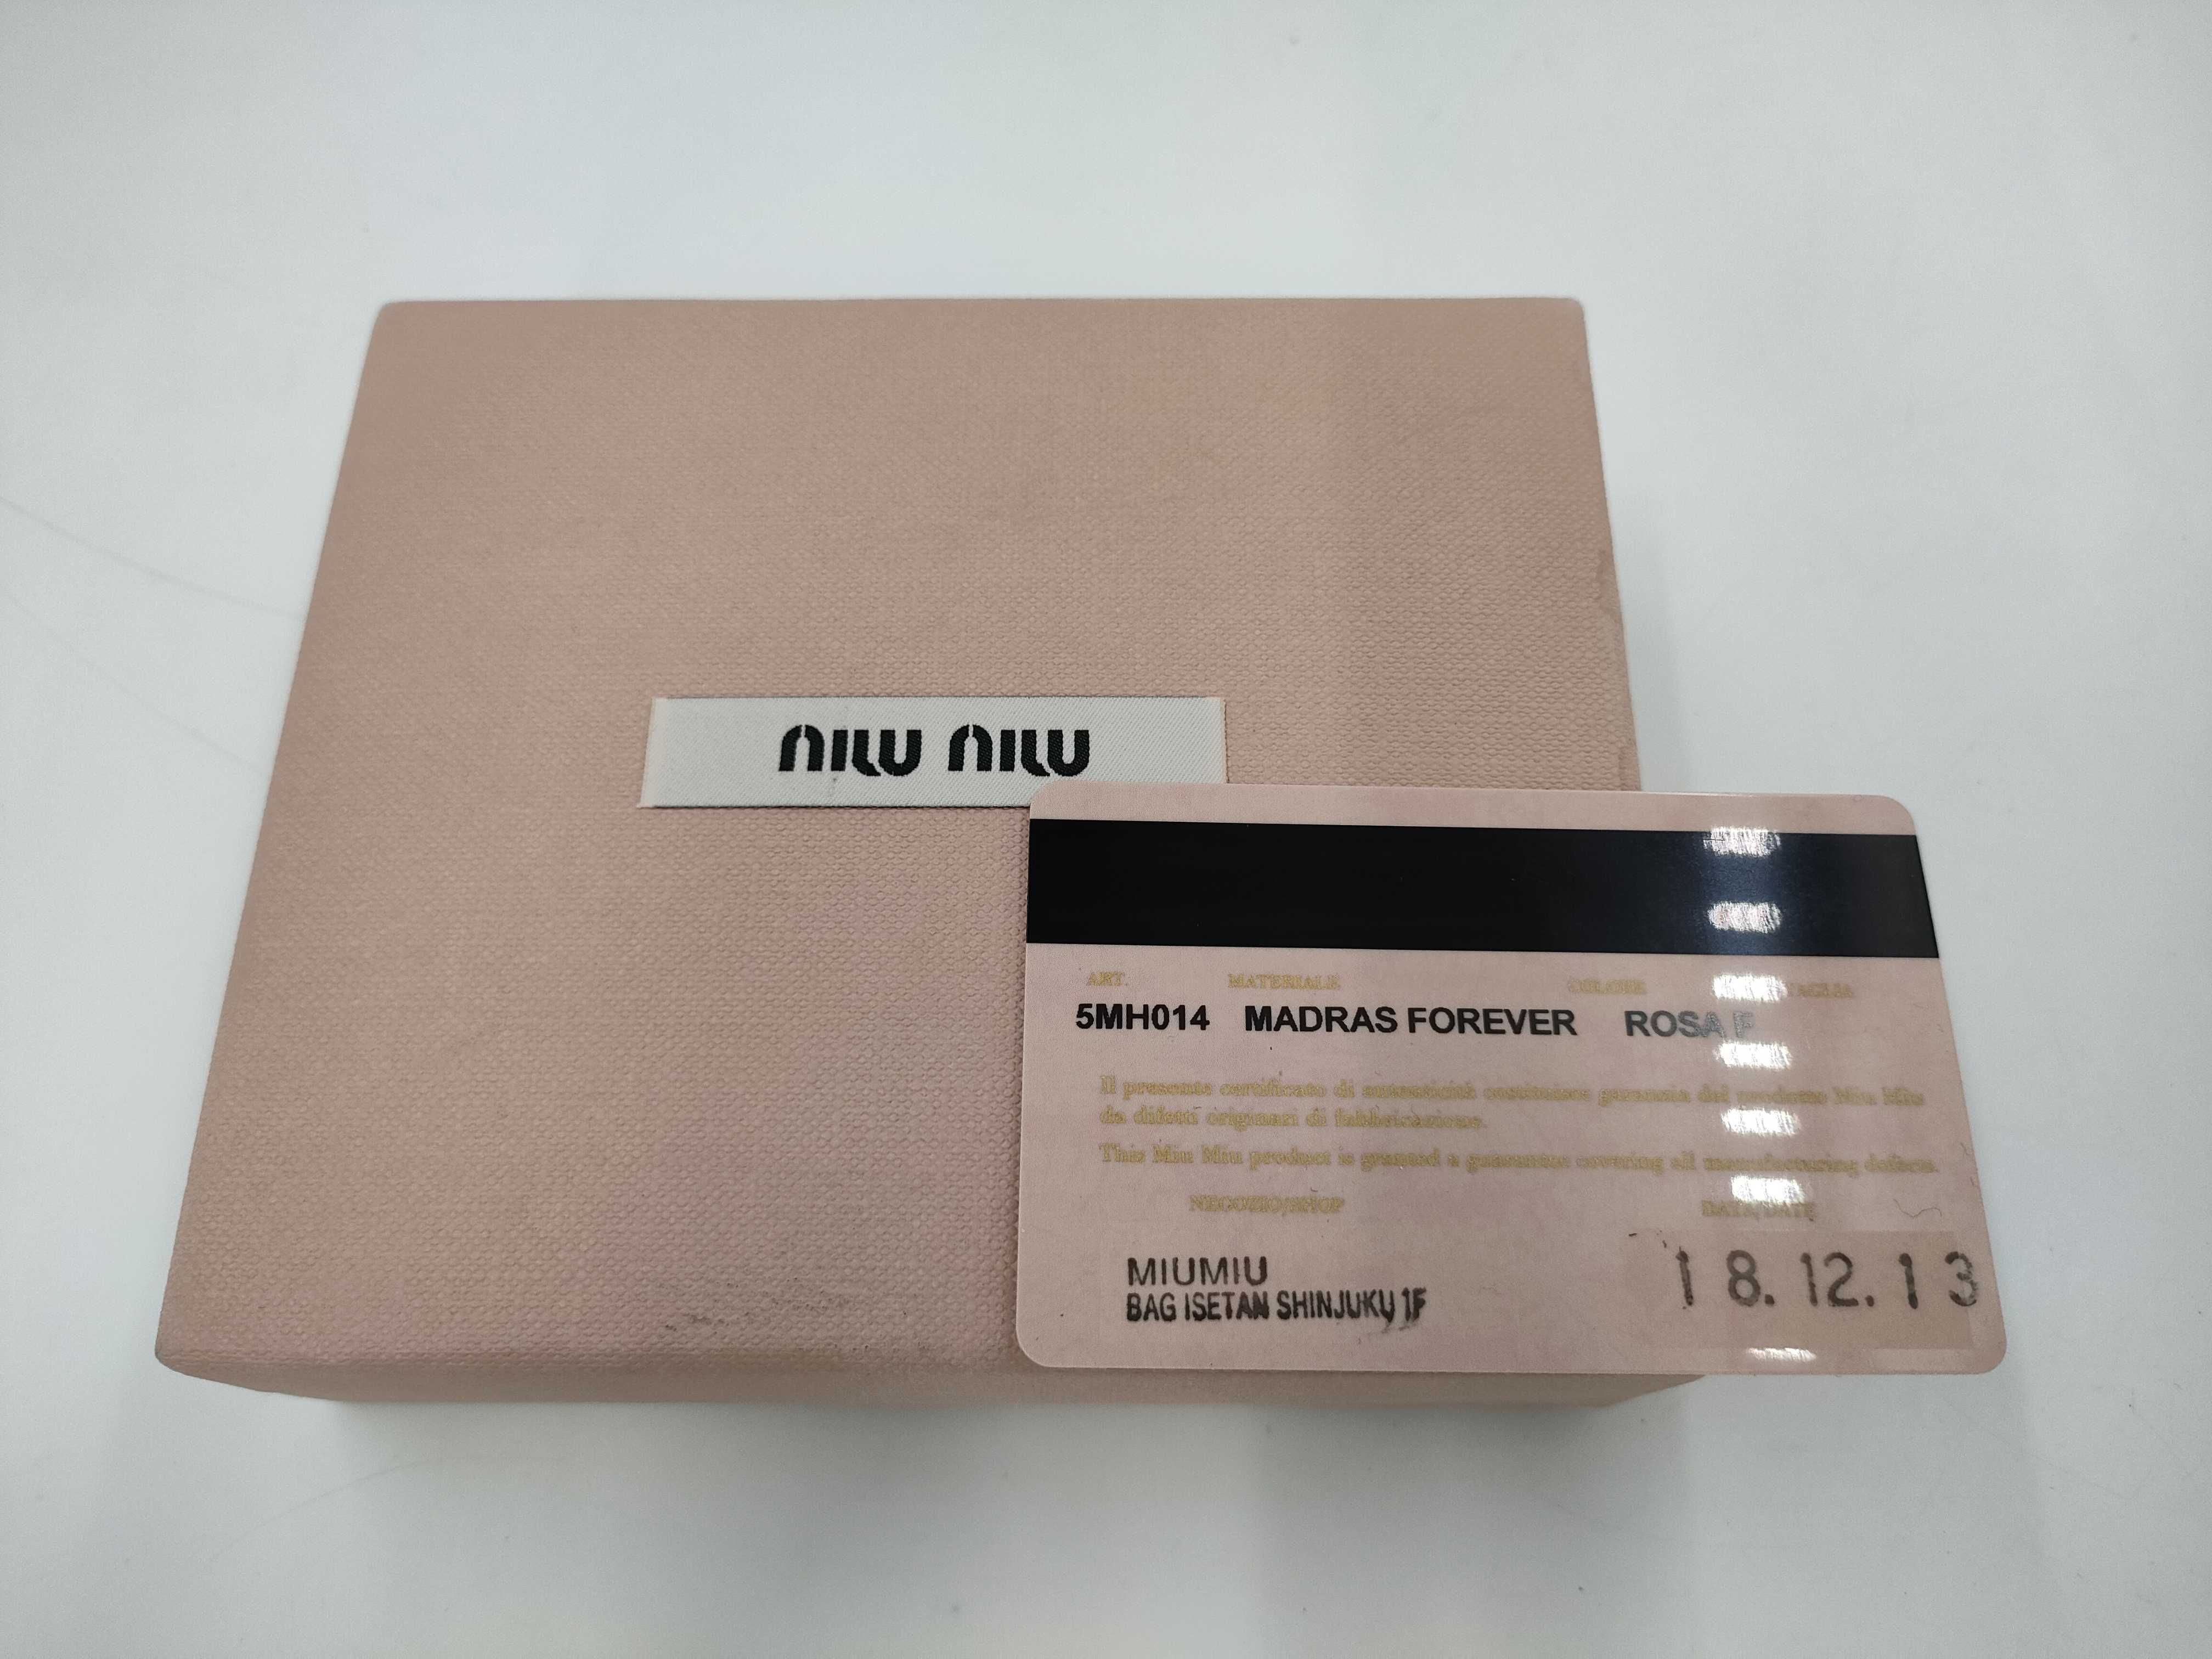 miu miu
ART. MATERIALE COLORE TAGLIA
5MH014 MADRAS FOREVER ROSA F
Il presente certificato di autenticità costituisce garanzia del prodotto Miu Miu
da difetti originari di fabbricazione.
This Miu Miu product is granted a guarantee covering all manufacturing defects.
NEGOZIO/SHOP DATA/DATE
MIUMIU
BAG ISETAN SHINJUKU 1F 18.12.13